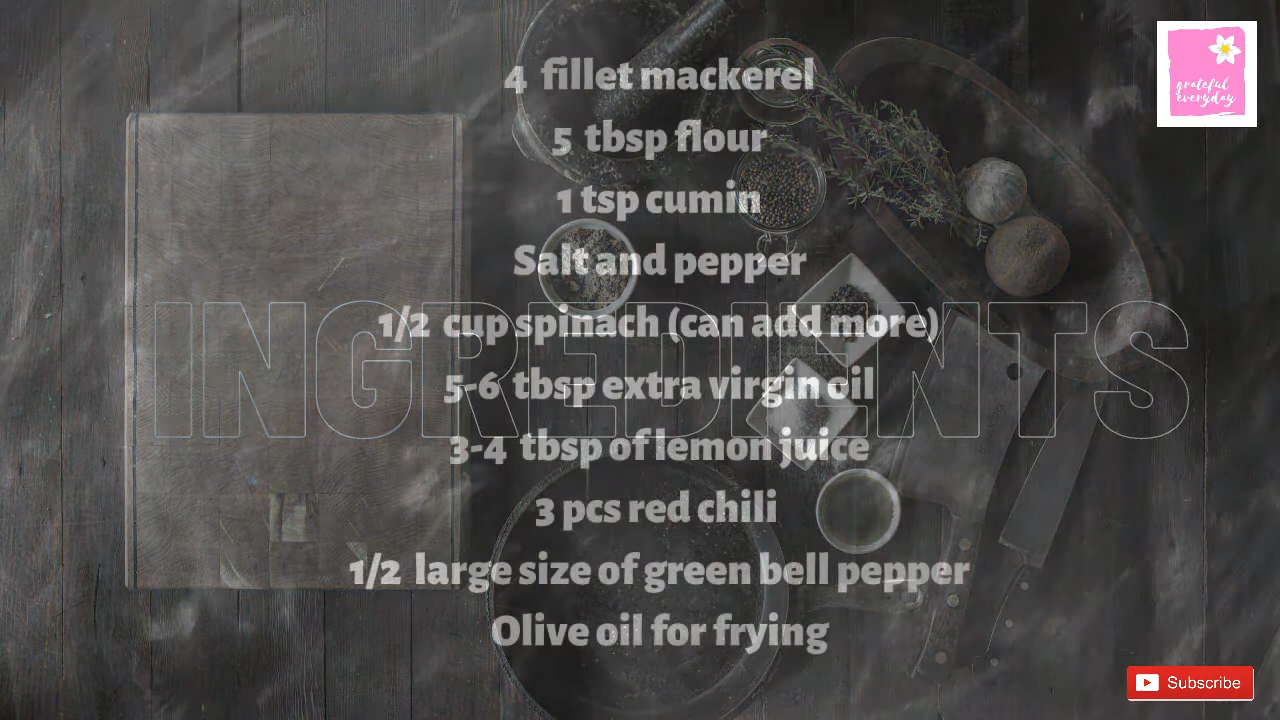 4 fillet mackerel
5 tbsp flour
1 tsp cumin
Salt and pepper
1/2 cup spinach (can add more)
INGREDIENTS
5-6 tbsp extra virgin oil
3-4 tbsp of lemon juice
3 pcs red chili
1/2 large size of green bell pepper
Olive oil for frying
grateful
everyday
Subscribe